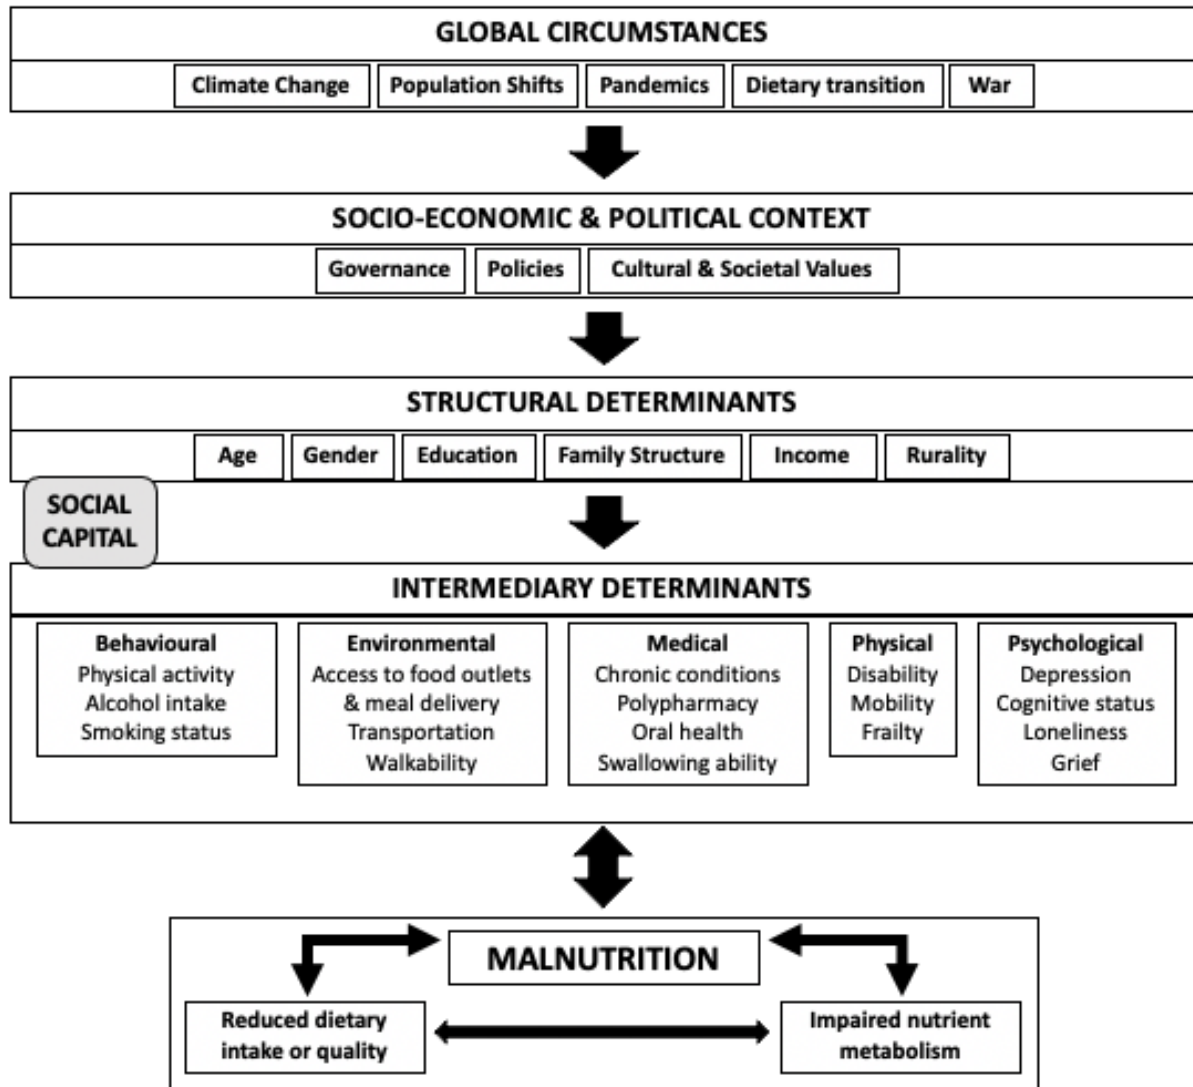 GLOBAL CIRCUMSTANCES
Climate Change
Population Shifts
Pandemics
Dietary transition
War
SOCIO-ECONOMIC & POLITICAL CONTEXT
Governance
Policies
Cultural & Societal Values
STRUCTURAL DETERMINANTS
Age
Gender
Education
Family Structure
Income
Rurality
SOCIAL
CAPITAL
INTERMEDIARY DETERMINANTS
Behavioural
Physical activity
Alcohol intake
Smoking status
Environmental
Access to food outlets
& meal delivery
Transportation
Walkability
Medical
Chronic conditions
Polypharmacy
Oral health
Swallowing ability
Physical
Disability
Mobility
Frailty
Psychological
Depression
Cognitive status
Loneliness
Grief
MALNUTRITION
Reduced dietary
intake or quality
Impaired nutrient
metabolism